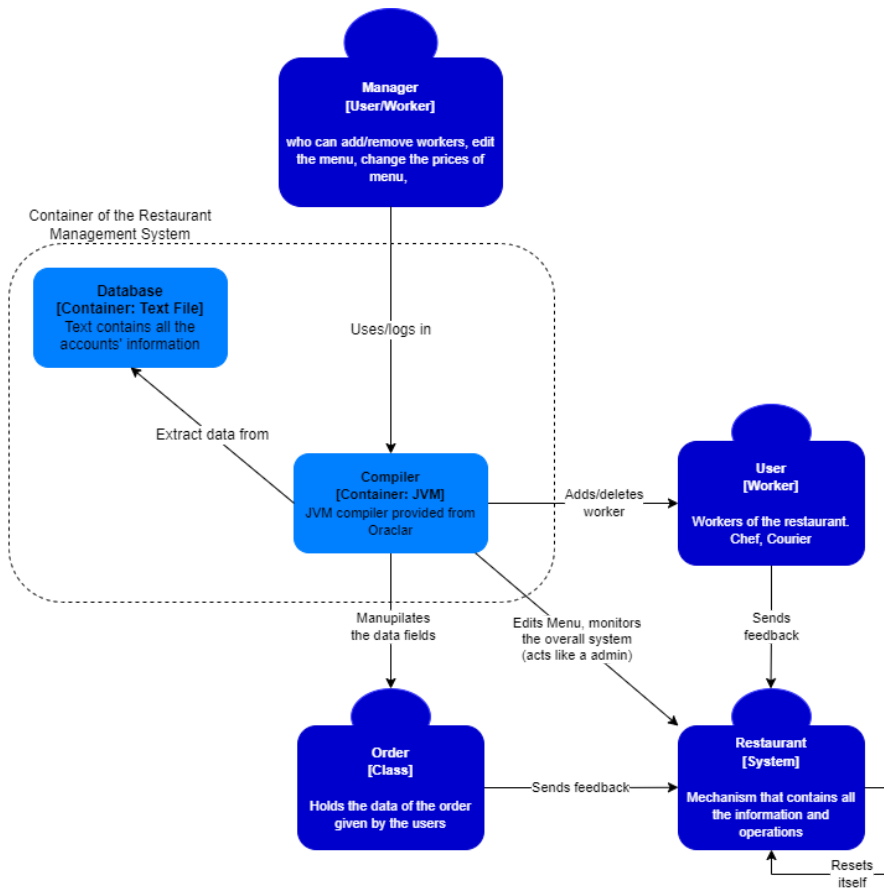 Manager
[User/Worker]
who can add/remove workers, edit
the menu, change the prices of
menu,
Container of the Restaurant
Management System
Database
[Container: Text File]
Text contains all the
accounts' information
Uses/logs in
Extract data from
Compiler
[Container: JVM]
JVM compiler provided from
Oraclar
Adds/deletes
worker
User
[Worker]
Workers of the restaurant.
Chef, Courier
Manupilates
the data fields
Edits Menu, monitors
the overall system
(acts like a admin)
Sends
feedback
Order
[Class]
Holds the data of the order
given by the users
Sends feedback
Restaurant
[System]
Mechanism that contains all
the information and
operations
Resets
itself